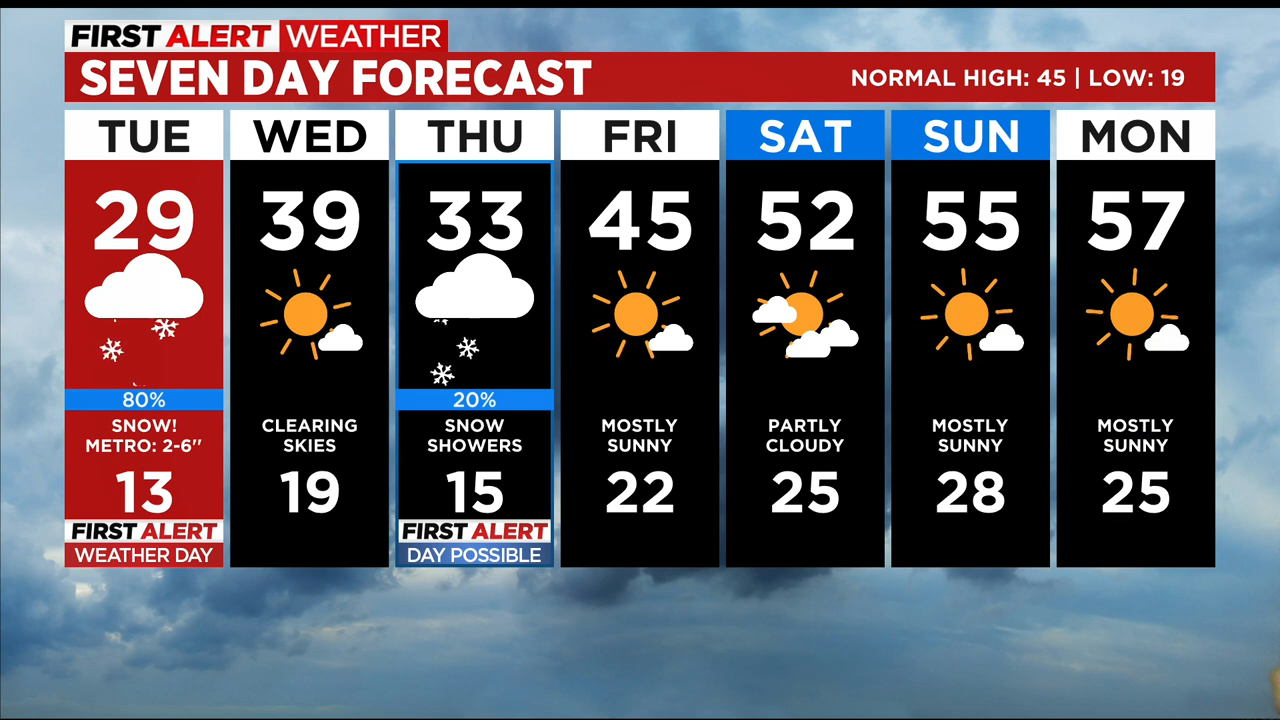 FIRST ALERT WEATHER
SEVEN DAY FORECAST
NORMAL HIGH: 45 | LOW: 19
TUE
29
80%
SNOW!
METRO: 2-6"
13
FIRST ALERT
WEATHER DAY
WED
39
CLEARING
SKIES
19
THU
33
20%
SNOW
SHOWERS
15
FIRST ALERT
DAY POSSIBLE
FRI
45
MOSTLY
SUNNY
22
SAT
52
PARTLY
CLOUDY
25
SUN
55
MOSTLY
SUNNY
28
MON
57
MOSTLY
SUNNY
25